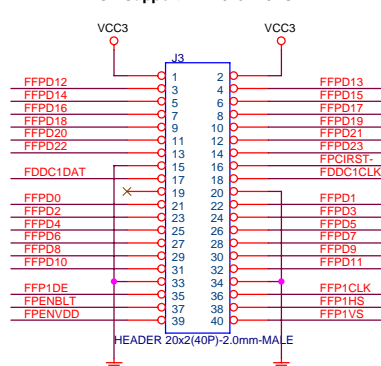 VCC3 VCC3
J3
1 2
FFPD12 3 4 FFPD13
FFPD14 5 6 FFPD15
FFPD16 7 8 FFPD17
FFPD18 9 10 FFPD19
FFPD20 11 12 FFPD21
FFPD22 13 14 FFPD23
15 16 FPCIRST-
FDDC1DAT 17 18 FDDC1CLK
19 20
FFPD0 21 22 FFPD1
FFPD2 23 24 FFPD3
FFPD4 25 26 FFPD5
FFPD6 27 28 FFPD7
FFPD8 29 30 FFPD9
FFPD10 31 32 FFPD11
33 34
FFP1DE 35 36 FFP1CLK
FPENBLT 37 38 FFP1HS
FPENVDD 39 40 FFP1VS
HEADER 20x2(40P)-2.0mm-MALE